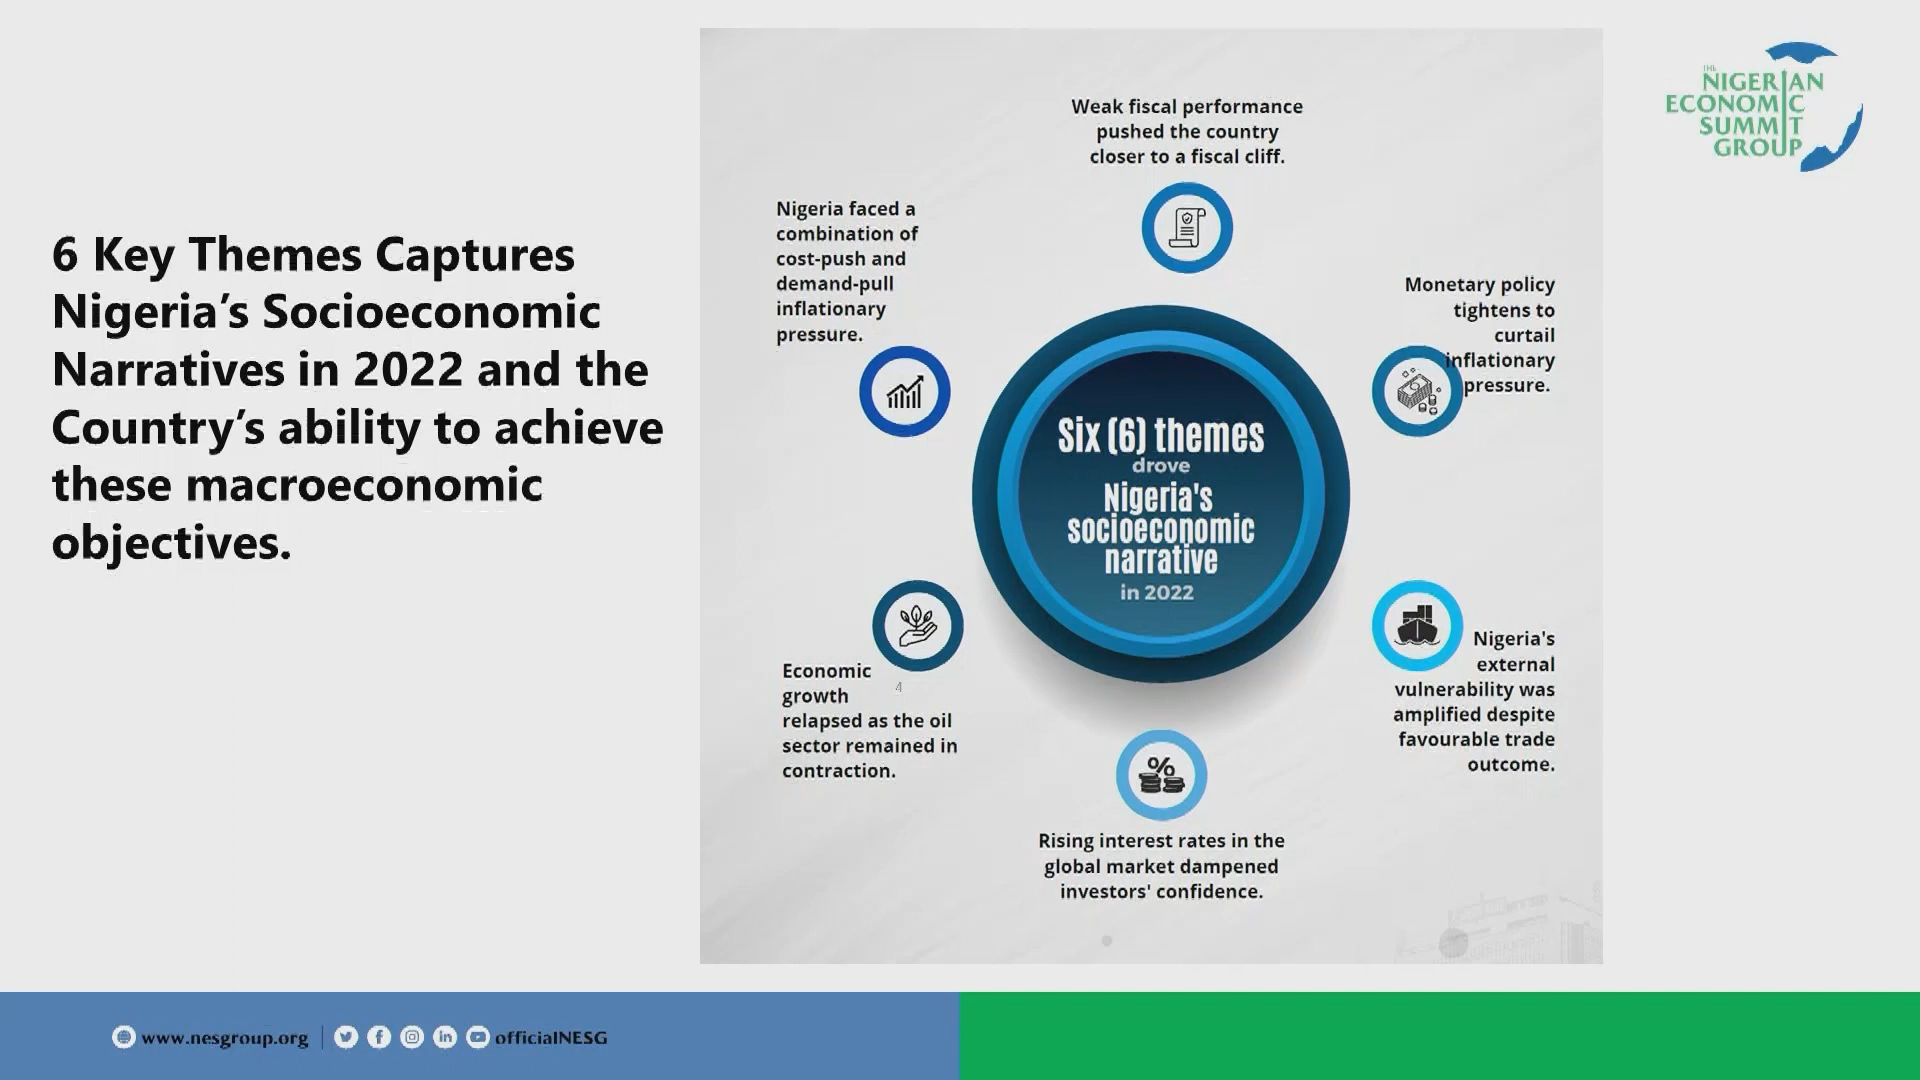 6 Key Themes Captures
Nigeria’s Socioeconomic
Narratives in 2022 and the
Country’s ability to achieve
these macroeconomic
objectives.
Weak fiscal performance
pushed the country
closer to a fiscal cliff.
Nigeria faced a
combination of
cost-push and
demand-pull
inflationary
pressure.
Monetary policy
tightens to
curtail
inflationary
pressure.
Six (6) themes
drove
Nigeria's
socioeconomic
narrative
in 2022
Economic
growth
relapsed as the oil
sector remained in
contraction.
4
Nigeria's
external
vulnerability was
amplified despite
favourable trade
outcome.
%
Rising interest rates in the
global market dampened
investors' confidence.
THE
NIGERIAN
ECONOMIC
SUMMIT
GROUP
www.nesgroup.org
officialNESG